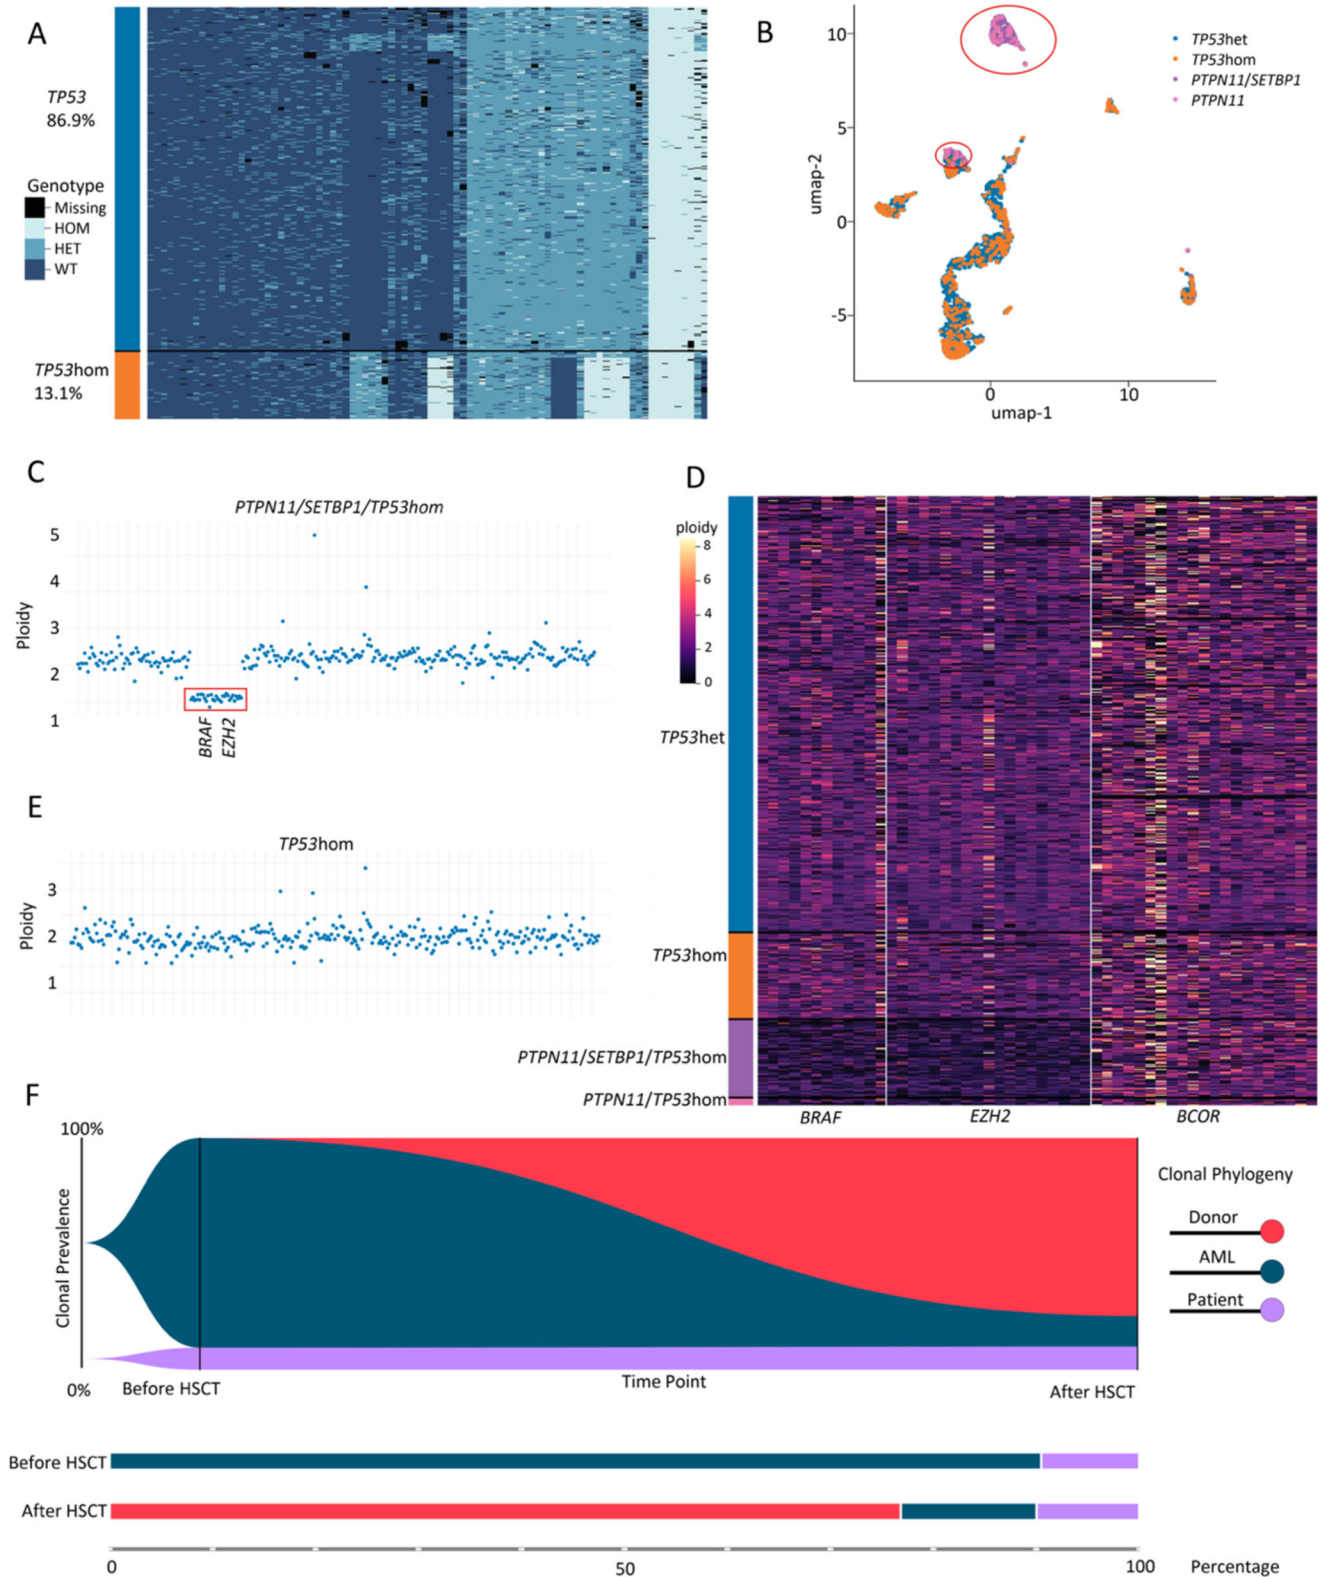 A
TP53
86.9%
Genotype
Missing
HOM
HET
WT
TP53hom
13.1%
B
10
5
0
-5
umap-2
0
10
umap-1
TP53het
TP53hom
PTPN11/SETBP1
PTPN11
C
PTPN11/SETBP1/TP53hom
5
4
3
2
1
Ploidy
BRAF
EZH2
D
ploidy
8
6
4
2
0
TP53het
TP53hom
PTPN11/SETBP1/TP53hom
PTPN11/TP53hom
BRAF
EZH2
BCOR
E
TP53hom
3
2
1
Ploidy
F
100%
Clonal Prevalence
0%
Before HSCT
Time Point
After HSCT
Clonal Phylogeny
Donor
AML
Patient
Before HSCT
After HSCT
0
50
100
Percentage